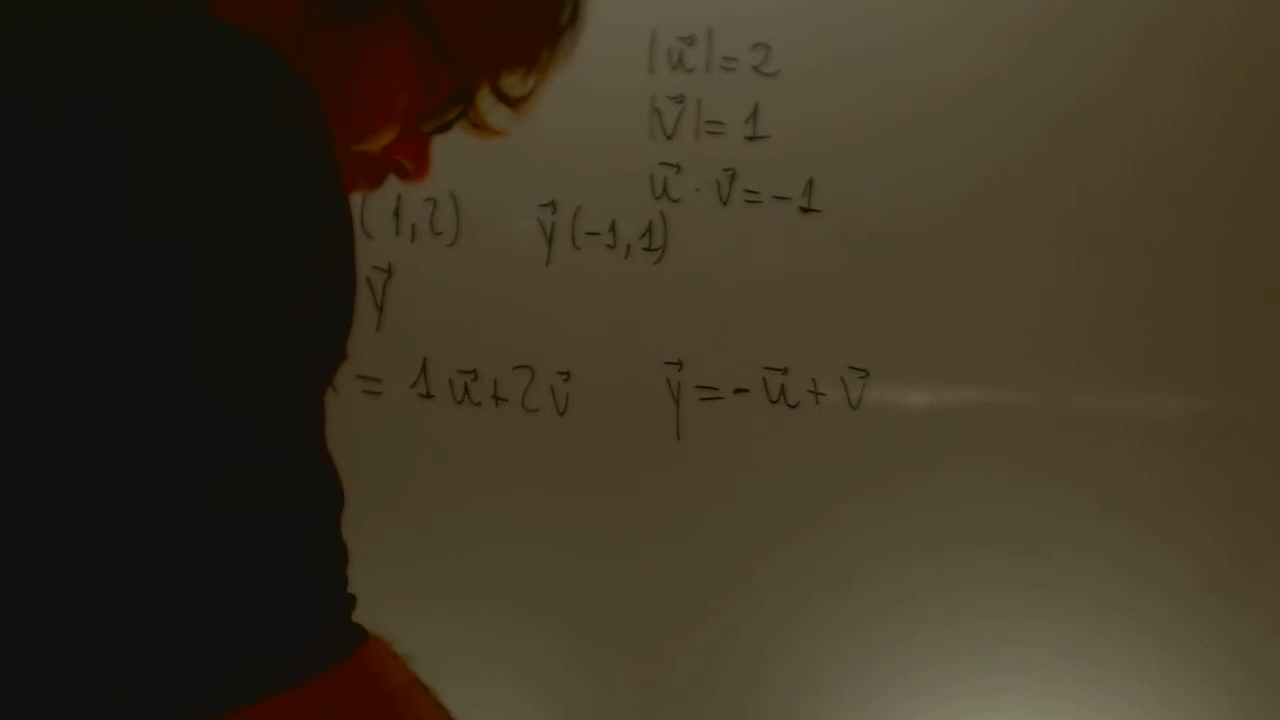 |u⃗| = 2
|v⃗| = 1
u⃗ · v⃗ = -1
(1,2) y⃗ (-1,1)
y⃗
= 1u⃗+2v⃗ y⃗ = -u⃗ + v⃗